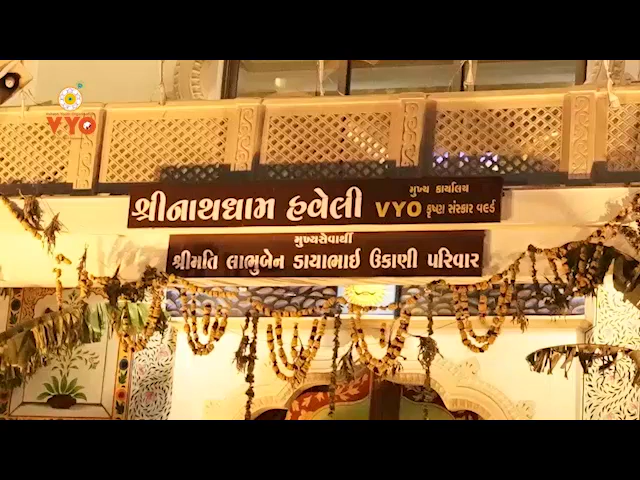 VYO
શ્રીનાથધામ હવેલી
મુખ્ય કાર્યાલય
VYO કૃષ્ણ સંસ્કાર વર્લ્ડ
મુખ્યસેવાર્થી
શ્રીમતિ લાભુબેન ડાયાભાઈ ઉકાણી પરિવાર